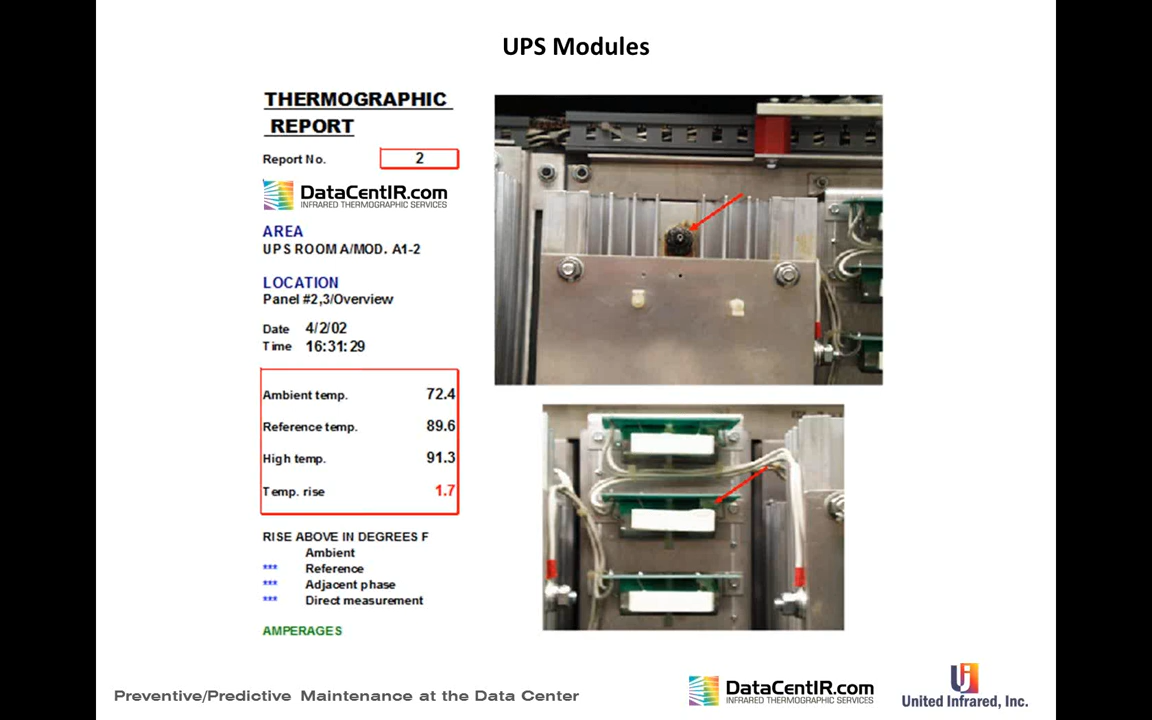 UPS Modules
THERMOGRAPHIC
REPORT
Report No. 2
DataCentIR.com
INFRARED THERMOGRAPHIC SERVICES
AREA
UPS ROOM A/MOD. A1-2
LOCATION
Panel #2,3/Overview
Date 4/2/02
Time 16:31:29
Ambient temp. 72.4
Reference temp. 89.6
High temp. 91.3
Temp. rise 1.7
RISE ABOVE IN DEGREES F
Ambient
*** Reference
*** Adjacent phase
*** Direct measurement
AMPERAGES
Preventive/Predictive Maintenance at the Data Center
DataCentIR.com
INFRARED THERMOGRAPHIC SERVICES
United Infrared, Inc.